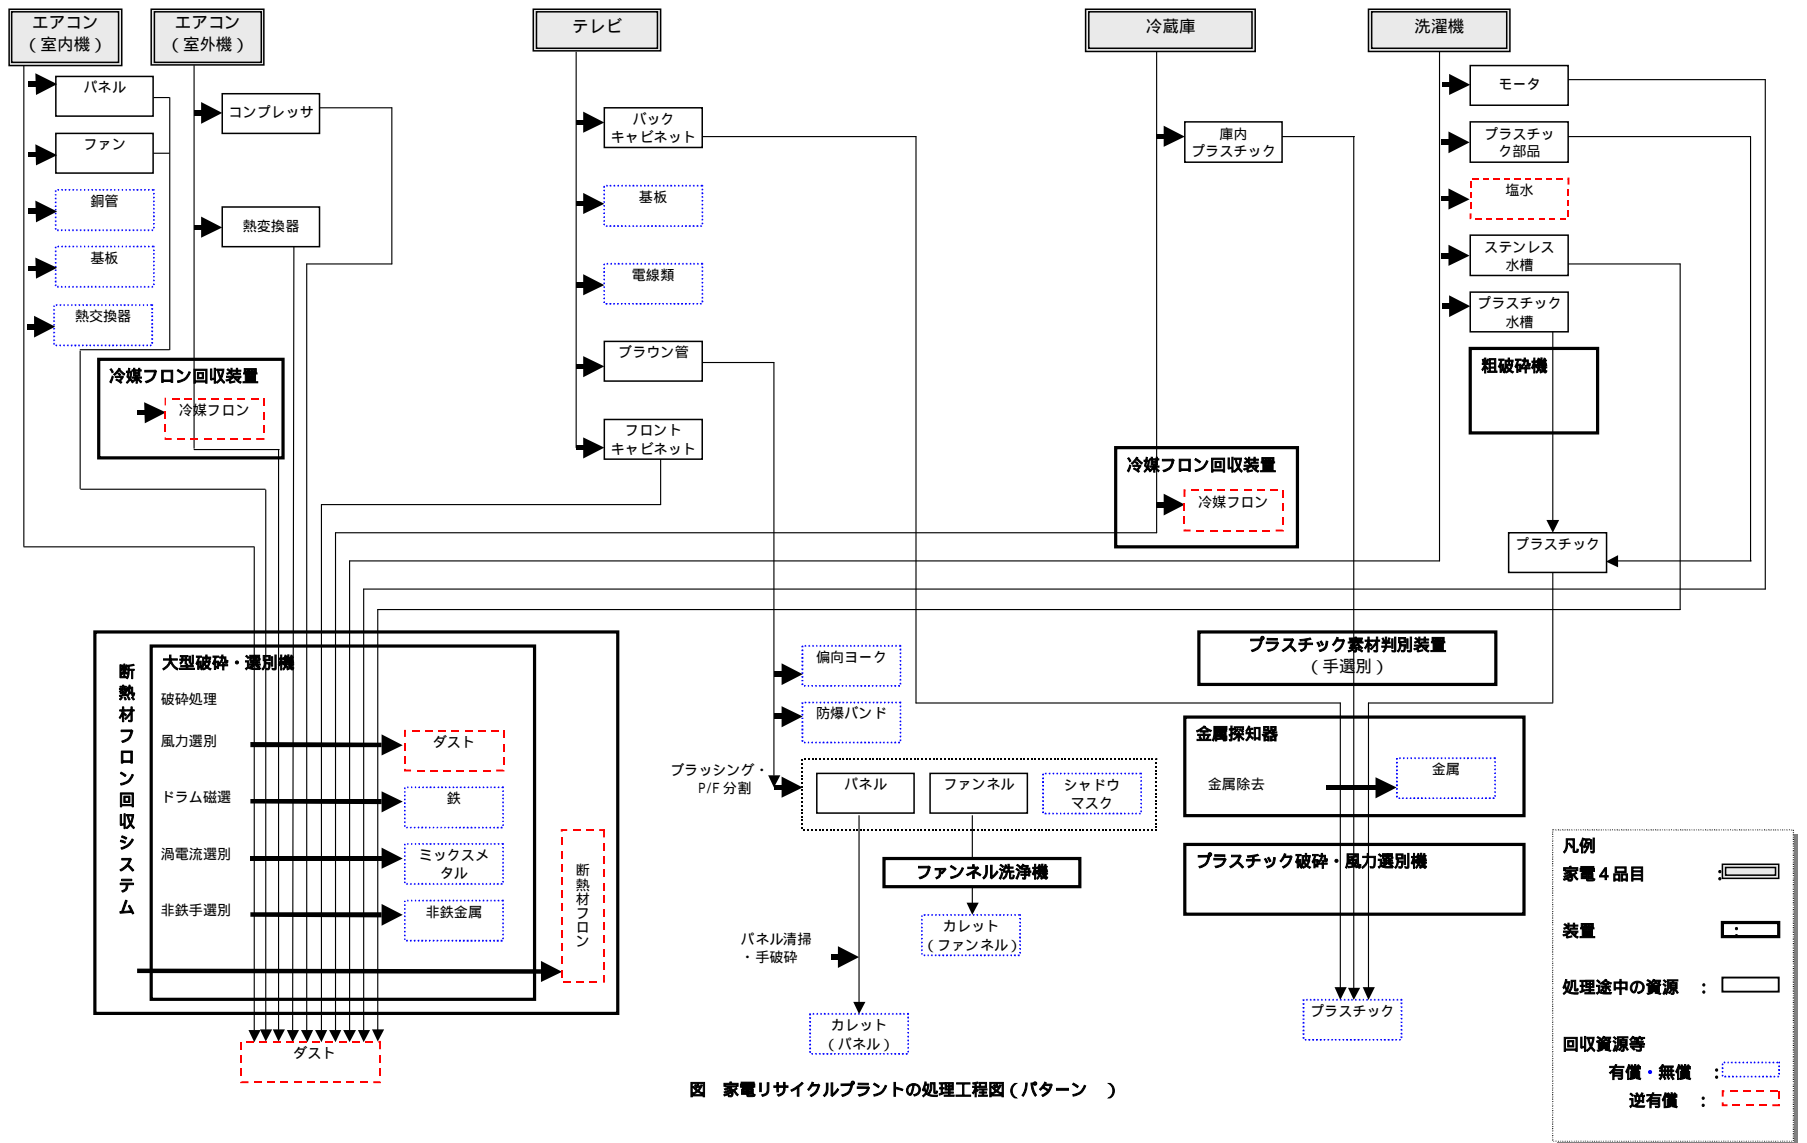 エアコン
（室内機）
エアコン
（室外機）
テレビ
冷蔵庫
洗濯機
パネル
ファン
銅管
基板
熱交換器
コンプレッサ
熱変換器
冷媒フロン回収装置
冷媒フロン
バック
キャビネット
基板
電線類
ブラウン管
フロント
キャビネット
庫内
プラスチック
冷媒フロン回収装置
冷媒フロン
モータ
プラスチッ
ク部品
塩水
ステンレス
水槽
プラスチック
水槽
粗破砕機
プラスチック
断熱材フロン回収システム
大型破砕・選別機
破砕処理
風力選別
ダスト
ドラム磁選
鉄
渦電流選別
ミックスメ
タル
非鉄手選別
非鉄金属
断熱材フロン
ダスト
偏向ヨーク
防爆バンド
ブラッシング・
P/F 分割
パネル
ファンネル
シャドウ
マスク
ファンネル洗浄機
カレット
（ファンネル）
パネル清掃
・手破砕
カレット
（パネル）
プラスチック素材判別装置
（手選別）
金属探知器
金属除去
金属
プラスチック破砕・風力選別機
プラスチック
凡例
家電４品目 ：
装置 ：
処理途中の資源 ：
回収資源等
有償・無償 ：
逆有償 ：
図　家電リサイクルプラントの処理工程図（パターン　）